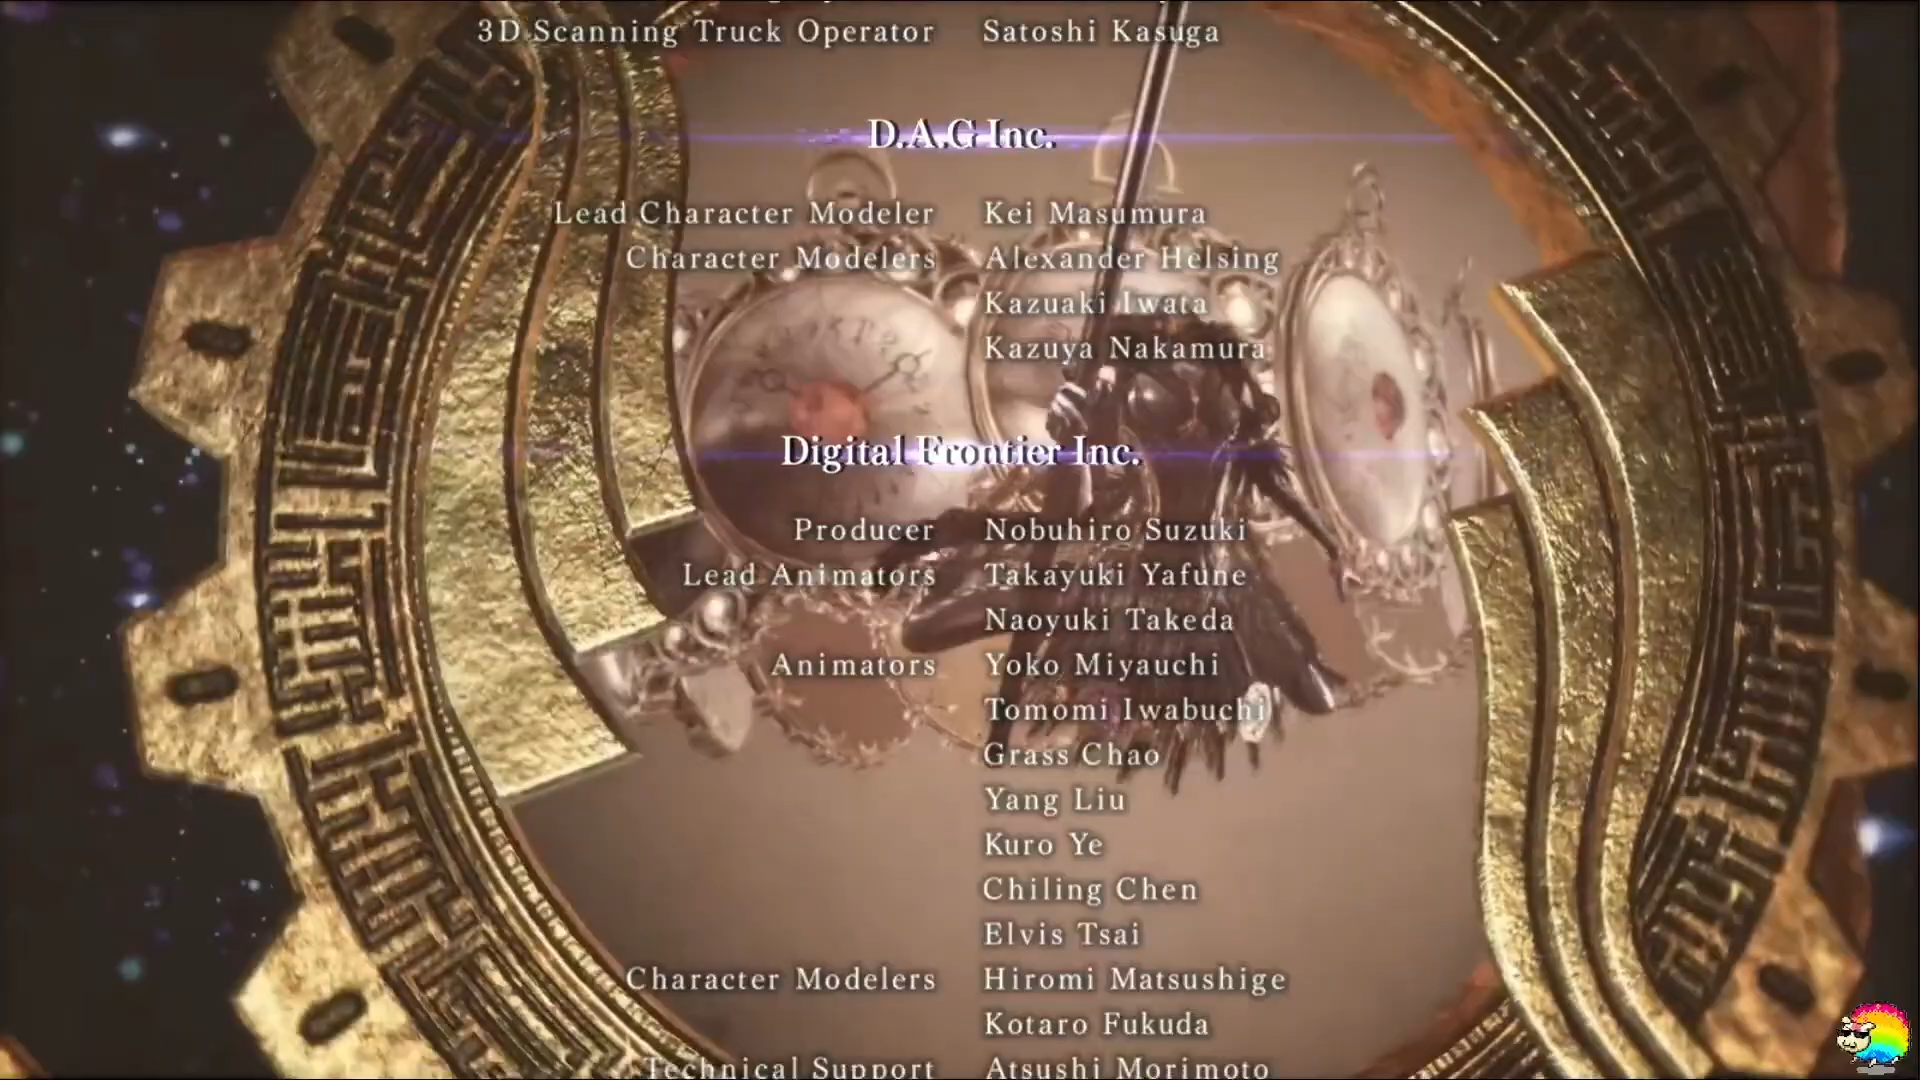 3D Scanning Truck Operator Satoshi Kasuga
D.A.G Inc.
Lead Character Modeler Kei Masumura
Character Modelers Alexander Helsing
Kazuaki Iwata
Kazuya Nakamura
Digital Frontier Inc.
Producer Nobuhiro Suzuki
Lead Animators Takayuki Yafune
Naoyuki Takeda
Animators Yoko Miyauchi
Tomomi Iwabuchi
Grass Chao
Yang Liu
Kuro Ye
Chiling Chen
Elvis Tsai
Character Modelers Hiromi Matsushige
Kotaro Fukuda
Technical Support Atsushi Morimoto